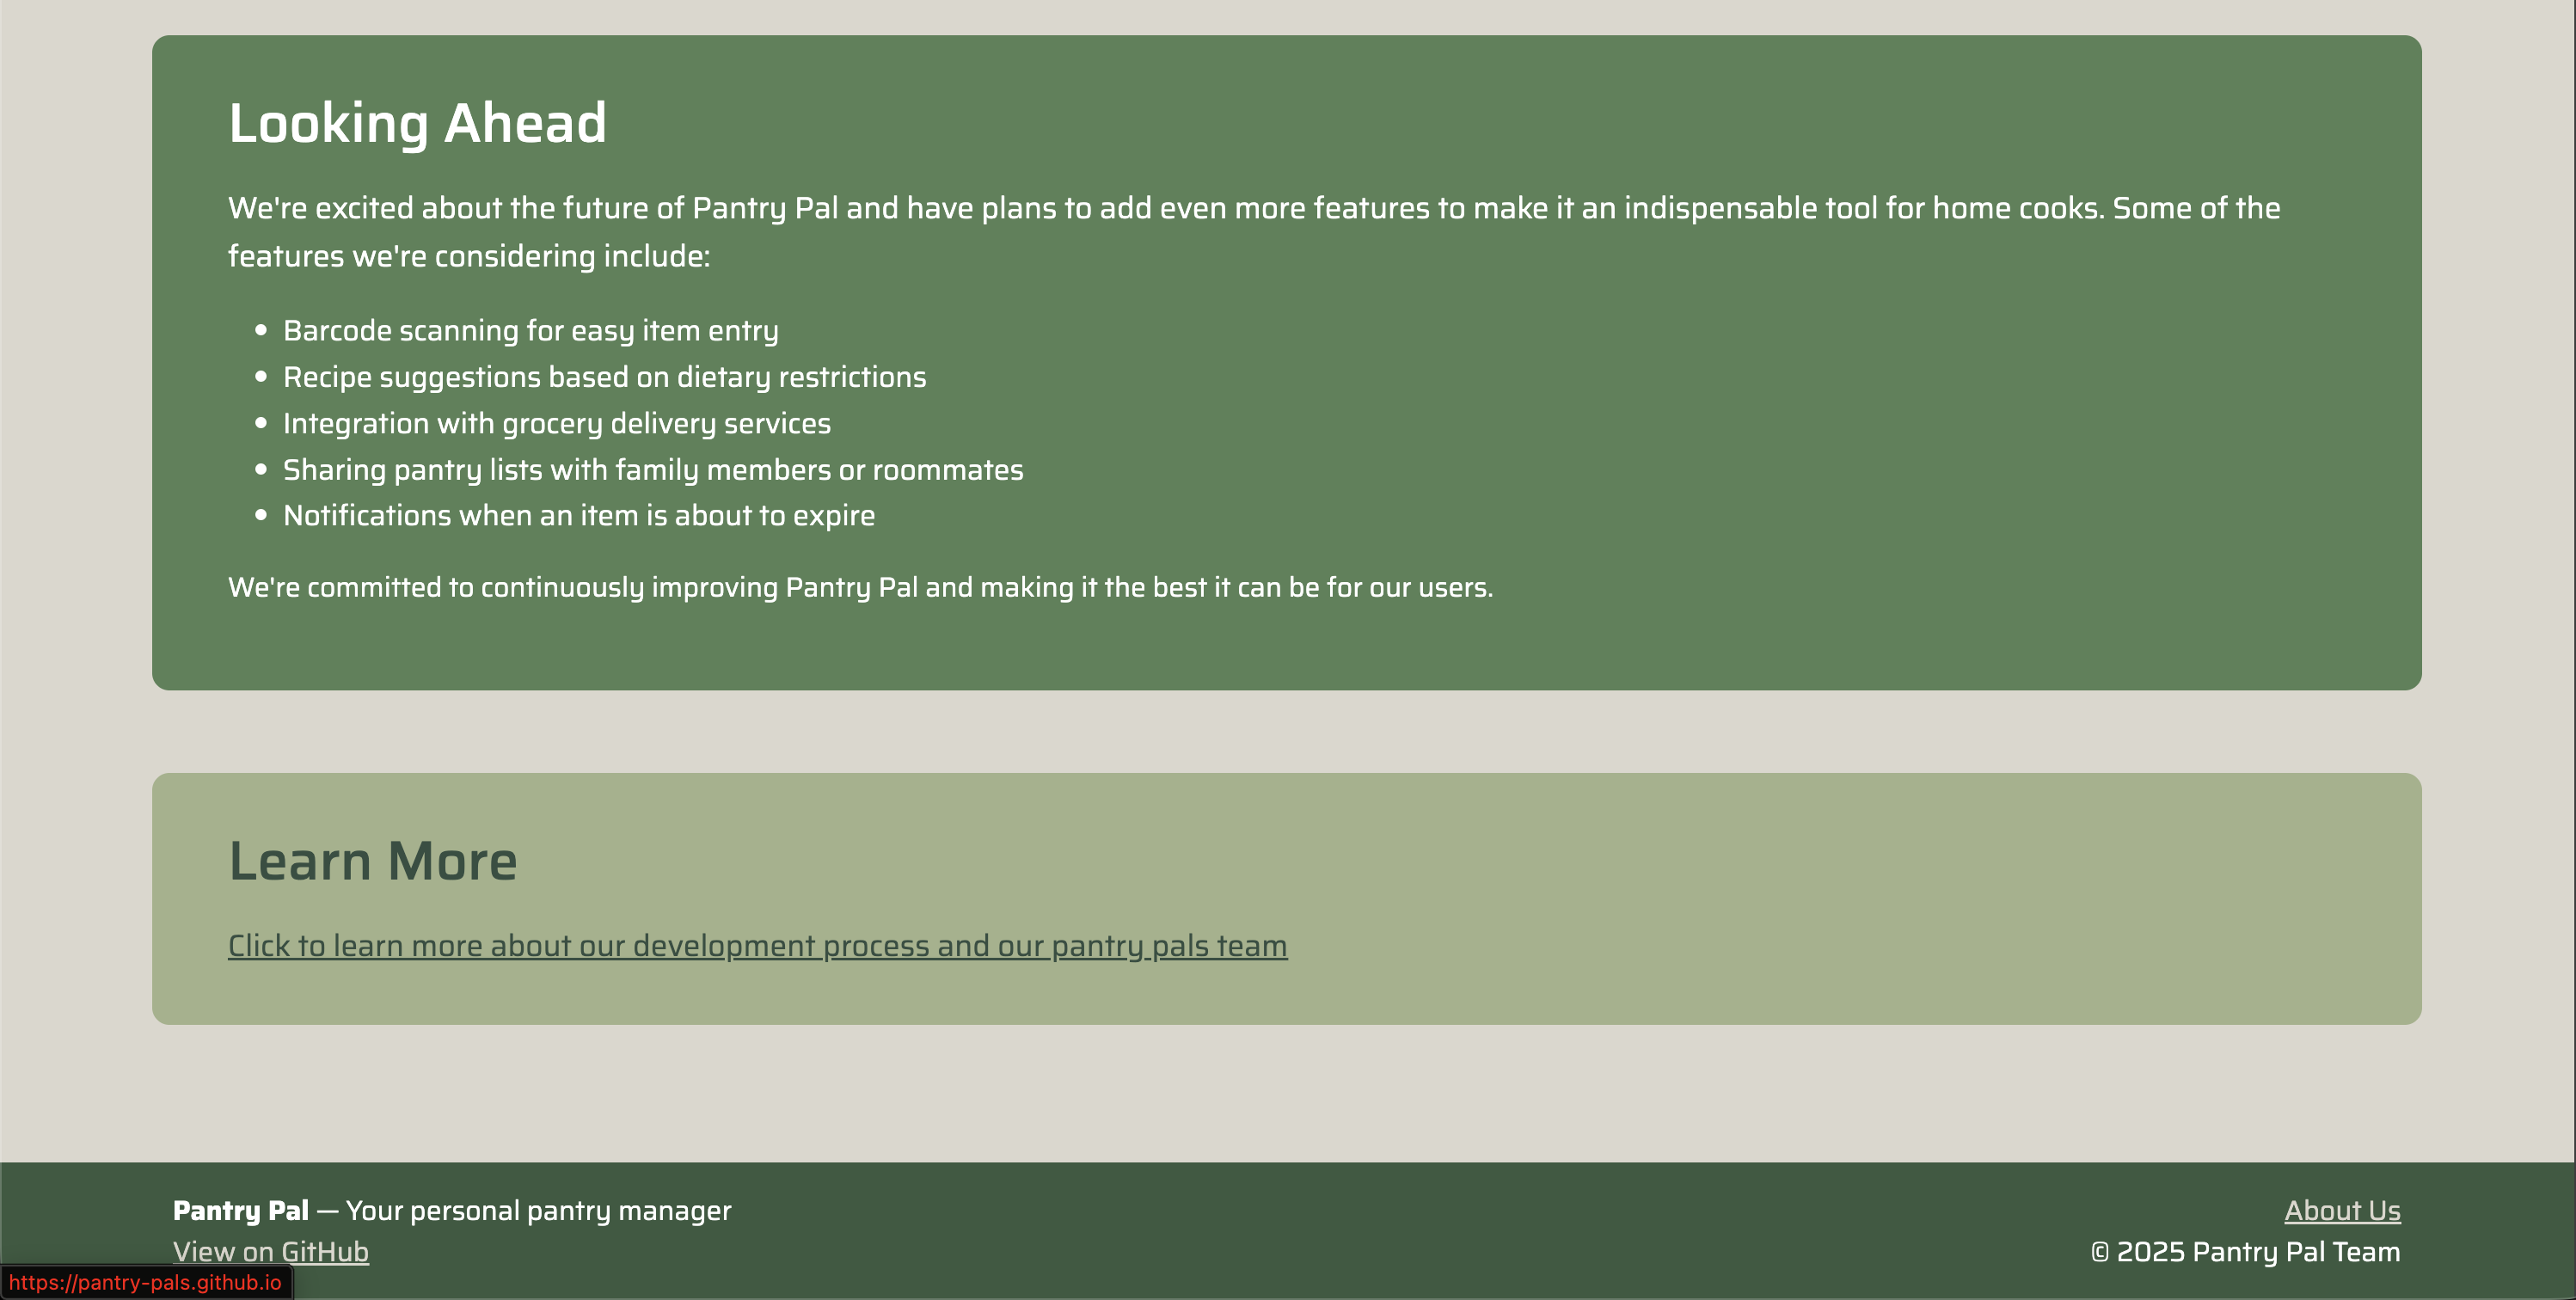 Looking Ahead
We're excited about the future of Pantry Pal and have plans to add even more features to make it an indispensable tool for home cooks. Some of the
features we're considering include:
• Barcode scanning for easy item entry
• Recipe suggestions based on dietary restrictions
• Integration with grocery delivery services
• Sharing pantry lists with family members or roommates
• Notifications when an item is about to expire
We're committed to continuously improving Pantry Pal and making it the best it can be for our users.
Learn More
Click to learn more about our development process and our pantry pals team
Pantry Pal — Your personal pantry manager
View on GitHub
About Us
© 2025 Pantry Pal Team
https://pantry-pals.github.io